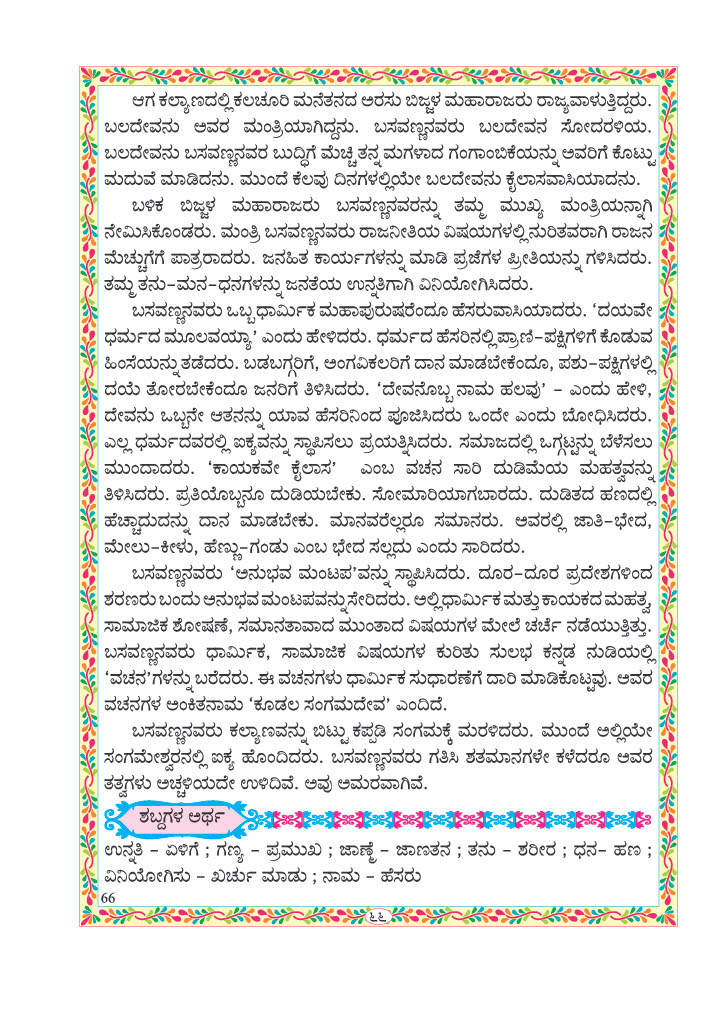 ಆಗ ಕಲ್ಯಾಣದಲ್ಲಿ ಕಲಚೂರಿ ಮನೆತನದ ಅರಸು ಬಿಜ್ಜಳ ಮಹಾರಾಜರು ರಾಜ್ಯವಾಳುತ್ತಿದ್ದರು.
ಬಲದೇವನು ಅವರ ಮಂತ್ರಿಯಾಗಿದ್ದನು. ಬಸವಣ್ಣನವರು ಬಲದೇವನ ಸೋದರಳಿಯ.
ಬಲದೇವನು ಬಸವಣ್ಣನವರ ಬುದ್ಧಿಗೆ ಮೆಚ್ಚಿ ತನ್ನ ಮಗಳಾದ ಗಂಗಾಂಬಿಕೆಯನ್ನು ಅವರಿಗೆ ಕೊಟ್ಟು
ಮದುವೆ ಮಾಡಿದನು. ಮುಂದೆ ಕೆಲವು ದಿನಗಳಲ್ಲಿಯೇ ಬಲದೇವನು ಕೈಲಾಸವಾಸಿಯಾದನು.
ಬಳಿಕ ಬಿಜ್ಜಳ ಮಹಾರಾಜರು ಬಸವಣ್ಣನವರನ್ನು ತಮ್ಮ ಮುಖ್ಯ ಮಂತ್ರಿಯನ್ನಾಗಿ
ನೇಮಿಸಿಕೊಂಡರು. ಮಂತ್ರಿ ಬಸವಣ್ಣನವರು ರಾಜನೀತಿಯ ವಿಷಯಗಳಲ್ಲಿ ನುರಿತವರಾಗಿ ರಾಜನ
ಮೆಚ್ಚುಗೆಗೆ ಪಾತ್ರರಾದರು. ಜನಹಿತ ಕಾರ್ಯಗಳನ್ನು ಮಾಡಿ ಪ್ರಜೆಗಳ ಪ್ರೀತಿಯನ್ನು ಗಳಿಸಿದರು.
ತಮ್ಮ ತನು–ಮನ–ಧನಗಳನ್ನು ಜನತೆಯ ಉನ್ನತಿಗಾಗಿ ವಿನಿಯೋಗಿಸಿದರು.
ಬಸವಣ್ಣನವರು ಒಬ್ಬ ಧಾರ್ಮಿಕ ಮಹಾಪುರುಷರೆಂದೂ ಹೆಸರುವಾಸಿಯಾದರು. ‘ದಯವೇ
ಧರ್ಮದ ಮೂಲವಯ್ಯಾ’ ಎಂದು ಹೇಳಿದರು. ಧರ್ಮದ ಹೆಸರಿನಲ್ಲಿ ಪ್ರಾಣಿ–ಪಕ್ಷಿಗಳಿಗೆ ಕೊಡುವ
ಹಿಂಸೆಯನ್ನು ತಡೆದರು. ಬಡಬಗ್ಗರಿಗೆ, ಅಂಗವಿಕಲರಿಗೆ ದಾನ ಮಾಡಬೇಕೆಂದೂ, ಪಶು–ಪಕ್ಷಿಗಳಲ್ಲಿ
ದಯೆ ತೋರಬೇಕೆಂದೂ ಜನರಿಗೆ ತಿಳಿಸಿದರು. ‘ದೇವನೊಬ್ಬ ನಾಮ ಹಲವು’ – ಎಂದು ಹೇಳಿ,
ದೇವನು ಒಬ್ಬನೇ ಆತನನ್ನು ಯಾವ ಹೆಸರಿನಿಂದ ಪೂಜಿಸಿದರು ಒಂದೇ ಎಂದು ಬೋಧಿಸಿದರು.
ಎಲ್ಲ ಧರ್ಮದವರಲ್ಲಿ ಐಕ್ಯವನ್ನು ಸ್ಥಾಪಿಸಲು ಪ್ರಯತ್ನಿಸಿದರು. ಸಮಾಜದಲ್ಲಿ ಒಗ್ಗಟ್ಟನ್ನು ಬೆಳೆಸಲು
ಮುಂದಾದರು. ‘ಕಾಯಕವೇ ಕೈಲಾಸ’ ಎಂಬ ವಚನ ಸಾರಿ ದುಡಿಮೆಯ ಮಹತ್ವವನ್ನು
ತಿಳಿಸಿದರು. ಪ್ರತಿಯೊಬ್ಬನೂ ದುಡಿಯಬೇಕು. ಸೋಮಾರಿಯಾಗಬಾರದು. ದುಡಿತದ ಹಣದಲ್ಲಿ
ಹೆಚ್ಚಾದುದನ್ನು ದಾನ ಮಾಡಬೇಕು. ಮಾನವರೆಲ್ಲರೂ ಸಮಾನರು. ಅವರಲ್ಲಿ ಜಾತಿ–ಭೇದ,
ಮೇಲು–ಕೀಳು, ಹೆಣ್ಣು–ಗಂಡು ಎಂಬ ಭೇದ ಸಲ್ಲದು ಎಂದು ಸಾರಿದರು.
ಬಸವಣ್ಣನವರು ‘ಅನುಭವ ಮಂಟಪ’ವನ್ನು ಸ್ಥಾಪಿಸಿದರು. ದೂರ–ದೂರ ಪ್ರದೇಶಗಳಿಂದ
ಶರಣರು ಬಂದು ಅನುಭವ ಮಂಟಪವನ್ನು ಸೇರಿದರು. ಅಲ್ಲಿ ಧಾರ್ಮಿಕ ಮತ್ತು ಕಾಯಕದ ಮಹತ್ವ,
ಸಾಮಾಜಿಕ ಶೋಷಣೆ, ಸಮಾನತಾವಾದ ಮುಂತಾದ ವಿಷಯಗಳ ಮೇಲೆ ಚರ್ಚೆ ನಡೆಯುತ್ತಿತ್ತು.
ಬಸವಣ್ಣನವರು ಧಾರ್ಮಿಕ, ಸಾಮಾಜಿಕ ವಿಷಯಗಳ ಕುರಿತು ಸುಲಭ ಕನ್ನಡ ನುಡಿಯಲ್ಲಿ
‘ವಚನ’ಗಳನ್ನು ಬರೆದರು. ಈ ವಚನಗಳು ಧಾರ್ಮಿಕ ಸುಧಾರಣೆಗೆ ದಾರಿ ಮಾಡಿಕೊಟ್ಟವು. ಅವರ
ವಚನಗಳ ಅಂಕಿತನಾಮ ‘ಕೂಡಲ ಸಂಗಮದೇವ’ ಎಂದಿದೆ.
ಬಸವಣ್ಣನವರು ಕಲ್ಯಾಣವನ್ನು ಬಿಟ್ಟು ಕಪ್ಪಡಿ ಸಂಗಮಕ್ಕೆ ಮರಳಿದರು. ಮುಂದೆ ಅಲ್ಲಿಯೇ
ಸಂಗಮೇಶ್ವರನಲ್ಲಿ ಐಕ್ಯ ಹೊಂದಿದರು. ಬಸವಣ್ಣನವರು ಗತಿಸಿ ಶತಮಾನಗಳೇ ಕಳೆದರೂ ಅವರ
ತತ್ವಗಳು ಅಚ್ಚಳಿಯದೇ ಉಳಿದಿವೆ. ಅವು ಅಮರವಾಗಿವೆ.
ಶಬ್ದಗಳ ಅರ್ಥ
ಉನ್ನತಿ – ಏಳಿಗೆ ; ಗಣ್ಯ – ಪ್ರಮುಖ ; ಜಾಣ್ಮೆ – ಜಾಣತನ ; ತನು – ಶರೀರ ; ಧನ– ಹಣ ;
ವಿನಿಯೋಗಿಸು – ಖರ್ಚು ಮಾಡು ; ನಾಮ – ಹೆಸರು
66
೬೬